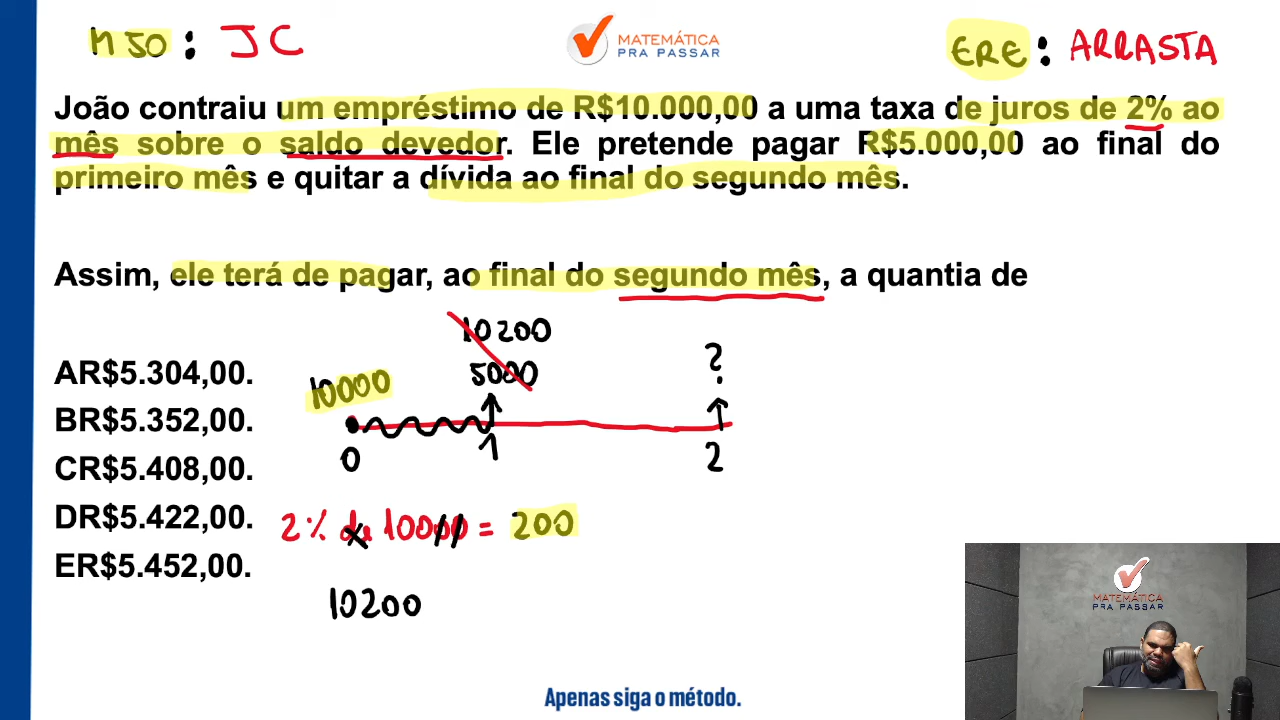 M50 : JC
MATEMÁTICA
PRA PASSAR
ERE : ARRASTA
João contraiu um empréstimo de R$10.000,00 a uma taxa de juros de 2% ao
mês sobre o saldo devedor. Ele pretende pagar R$5.000,00 ao final do
primeiro mês e quitar a dívida ao final do segundo mês.
Assim, ele terá de pagar, ao final do segundo mês, a quantia de
10200
5000
?
10000
0
1
2
AR$5.304,00.
BR$5.352,00.
CR$5.408,00.
DR$5.422,00.
ER$5.452,00.
2% de 10000 = 200
10200
MATEMÁTICA
PRA PASSAR
Apenas siga o método.